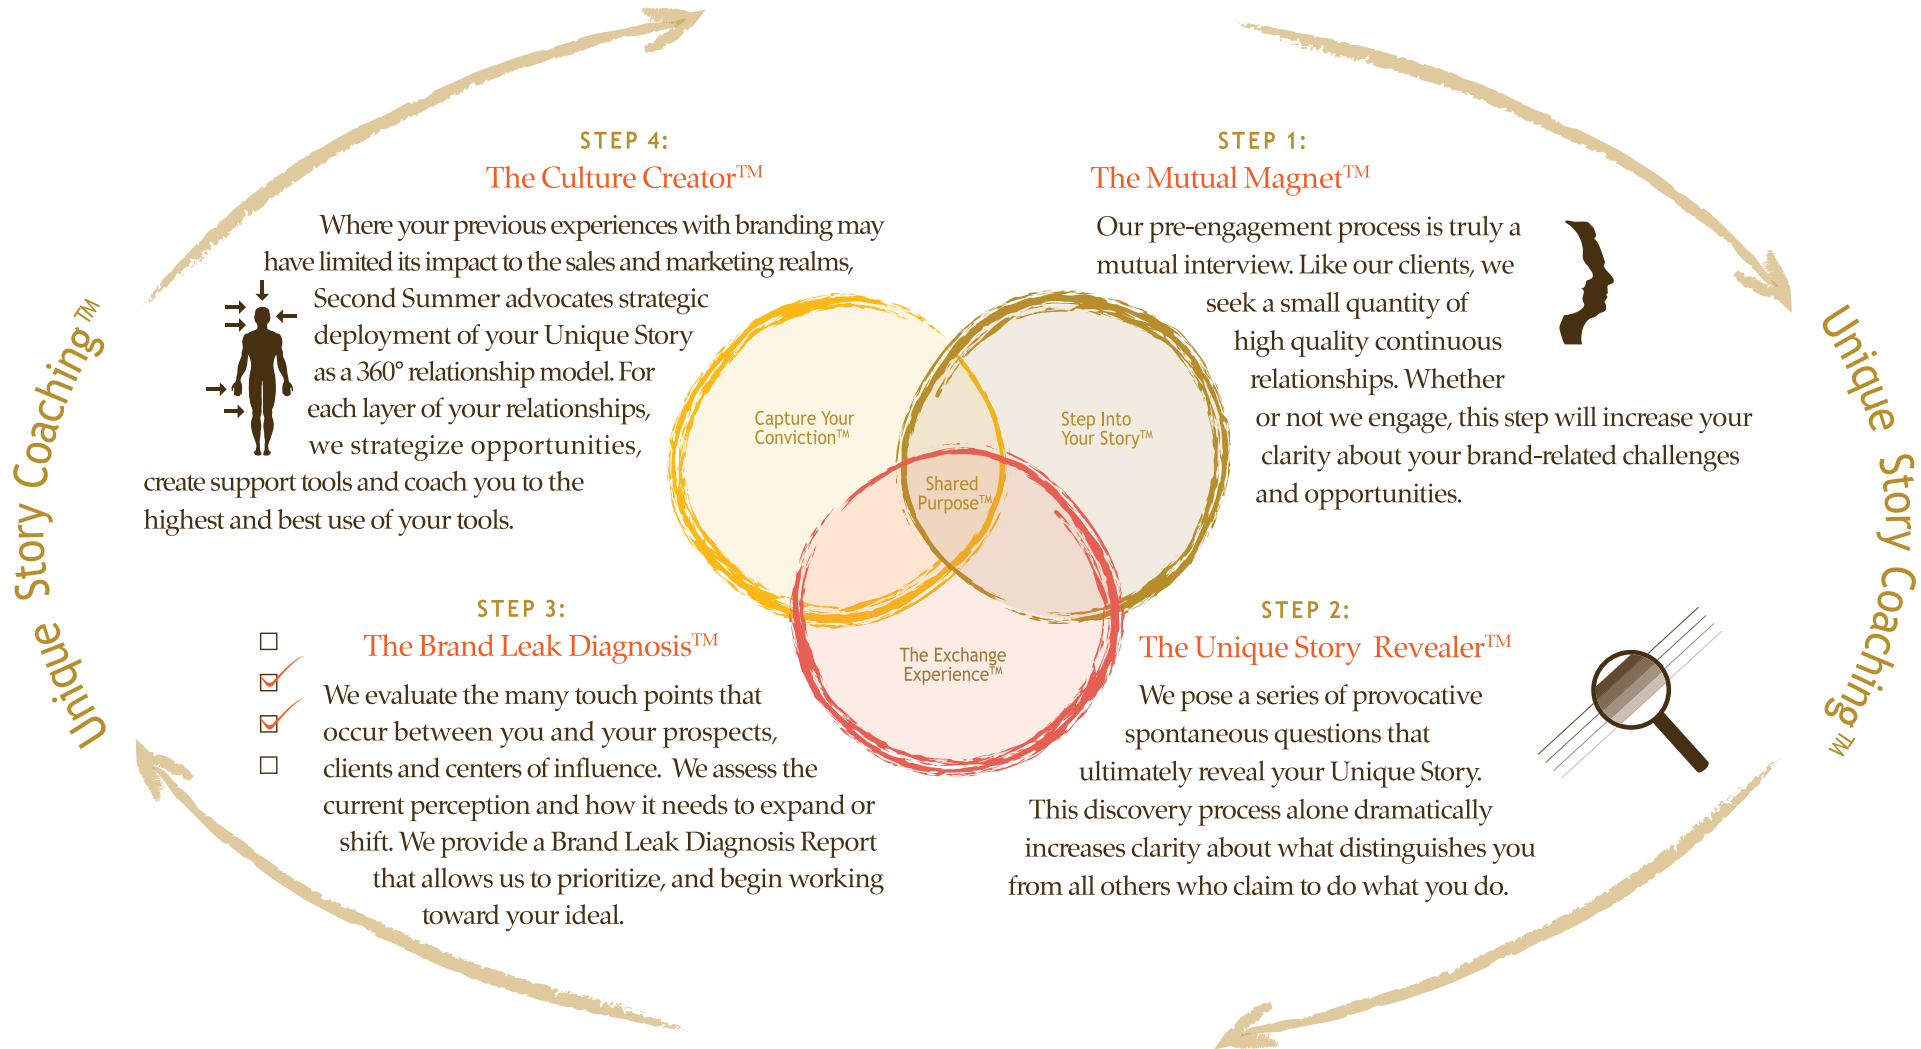 STEP 1:
The Mutual Magnet™
Our pre-engagement process is truly a
mutual interview. Like our clients, we
seek a small quantity of
high quality continuous
relationships. Whether
or not we engage, this step will increase your
clarity about your brand-related challenges
and opportunities.
STEP 2:
The Unique Story Revealer™
We pose a series of provocative
spontaneous questions that
ultimately reveal your Unique Story.
This discovery process alone dramatically
increases clarity about what distinguishes you
from all others who claim to do what you do.
STEP 3:
The Brand Leak Diagnosis™
We evaluate the many touch points that
occur between you and your prospects,
clients and centers of influence. We assess the
current perception and how it needs to expand or
shift. We provide a Brand Leak Diagnosis Report
that allows us to prioritize, and begin working
toward your ideal.
STEP 4:
The Culture Creator™
Where your previous experiences with branding may
have limited its impact to the sales and marketing realms,
Second Summer advocates strategic
deployment of your Unique Story
as a 360° relationship model. For
each layer of your relationships,
we strategize opportunities,
create support tools and coach you to the
highest and best use of your tools.
Capture Your
Conviction™
Step Into
Your Story™
Shared
Purpose™
The Exchange
Experience™
Unique Story Coaching™
Unique Story Coaching™